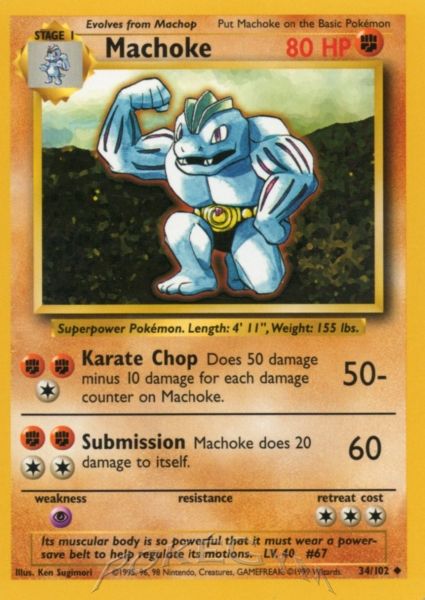 Evolves from Machop Put Machoke on the Basic Pokémon
STAGE 1
Machoke 80 HP
Superpower Pokémon. Length: 4' 11", Weight: 155 lbs.
Karate Chop Does 50 damage
minus 10 damage for each damage
counter on Machoke.
50-
Submission Machoke does 20
damage to itself.
60
weakness resistance retreat cost
Its muscular body is so powerful that it must wear a power-
save belt to help regulate its motions. LV. 40 #67
Illus. Ken Sugimori ©1995, 96, 98 Nintendo, Creatures, GAMEFREAK. ©1999 Wizards. 34/102